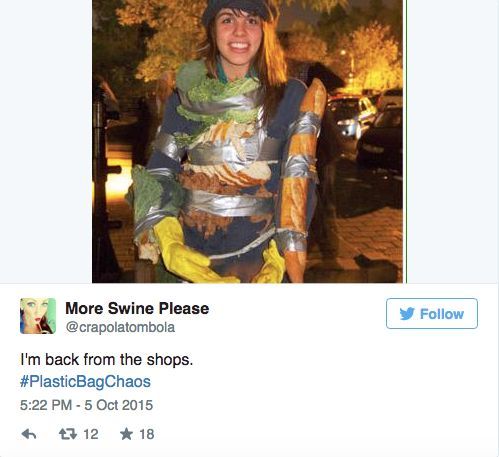 More Swine Please
@crapolatombola
Follow
I'm back from the shops.
#PlasticBagChaos
5:22 PM - 5 Oct 2015
12 18